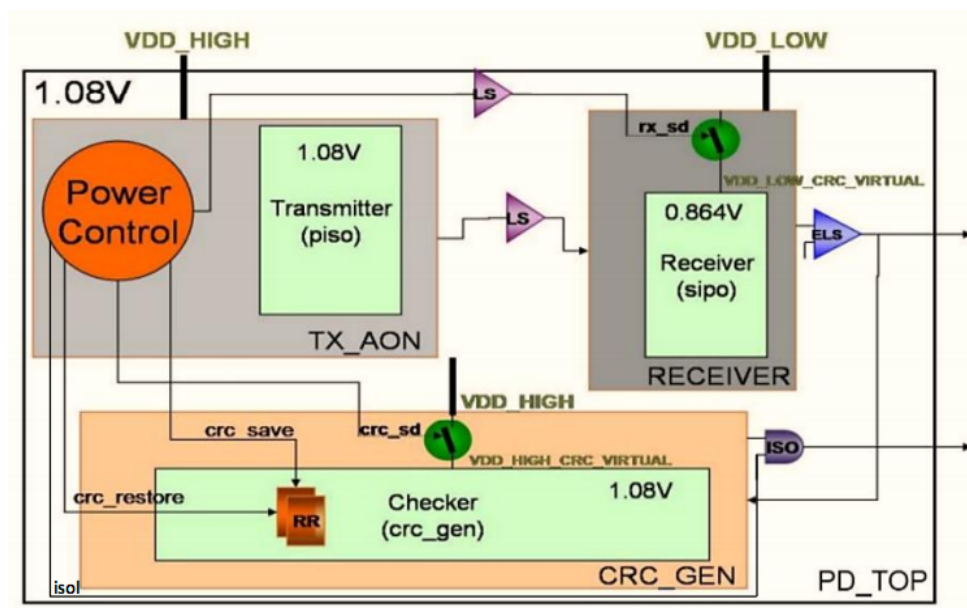 VDD_HIGH
VDD_LOW
1.08V
LS
rx_sd
Power
Control
1.08V
Transmitter
(piso)
TX_AON
LS
VDD_LOW_CRC_VIRTUAL
0.864V
Receiver
(sipo)
ELS
RECEIVER
VDD_HIGH
crc_save
crc_sd
ISO
VDD_HIGH_CRC_VIRTUAL
crc_restore
RR
Checker
(crc_gen)
1.08V
CRC_GEN
isol
PD_TOP